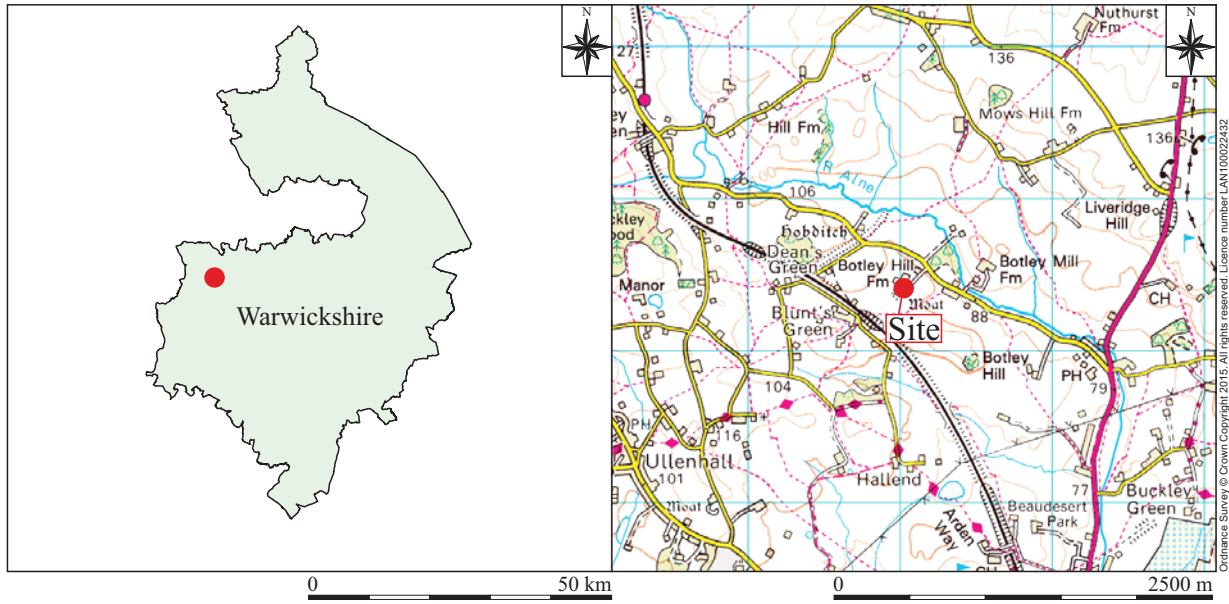 N
Warwickshire
0
50 km
N
Nuthurst
Fm
127
136
Mows Hill Fm
136
Hill Fm
R Alne
100
106
Liveridge
Hill
Hobditch
Dean's
Green
Botley Hill
Fm
Botley Mill
Fm
Manor
Moat
CH
Blunt's
Green
88
Site
Botley
Hill
PH
79
104
PH
116
Ullenhall
101
Hallend
77
Buckley
Green
Moat
Beaudesert
Park
Arden
Way
0
2500 m
Ordnance Survey © Crown Copyright 2015. All rights reserved. Licence number LAN100022432